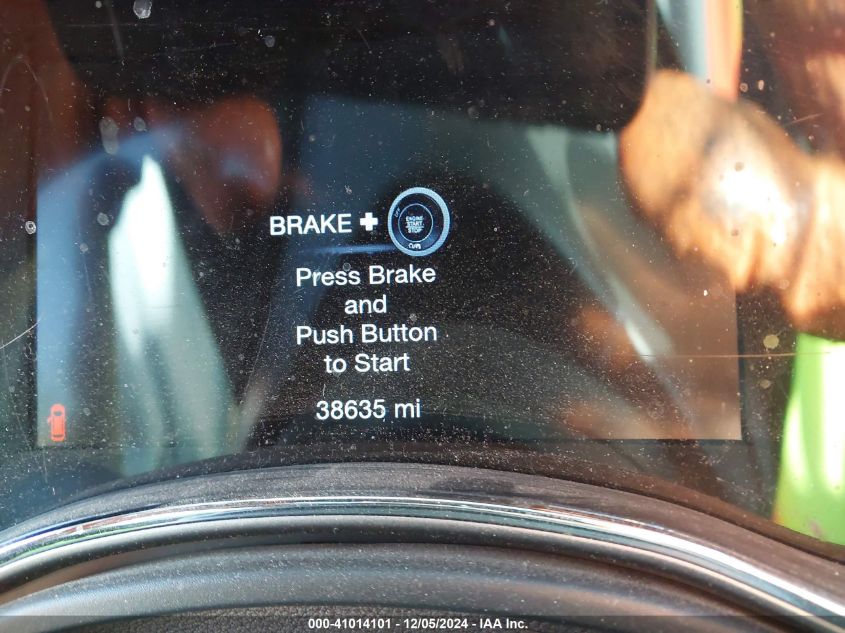 BRAKE +
ENGINE
START
STOP
Press Brake
and
Push Button
to Start
38635 mi
000-41014101 - 12/05/2024 - IAA Inc.